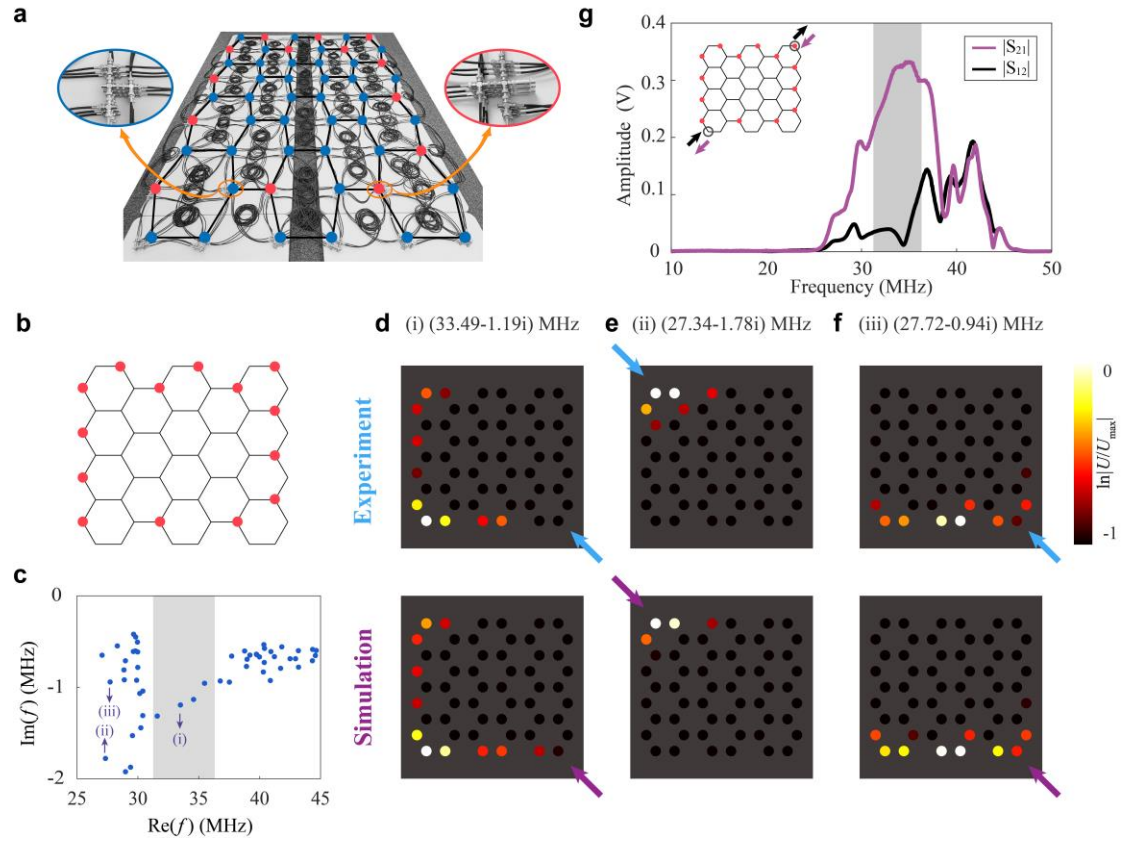 a
g
0.4
0.3
0.2
0.1
0
Amplitude (V)
|S21|
|S12|
10 20 30 40 50
Frequency (MHz)
b
d (i) (33.49-1.19i) MHz
e (ii) (27.34-1.78i) MHz
f (iii) (27.72-0.94i) MHz
Experiment
0
ln|U/Umax|
-1
c
0
-1
-2
Im(f) (MHz)
(iii)
(ii)
(i)
25 30 35 40 45
Re(f) (MHz)
Simulation